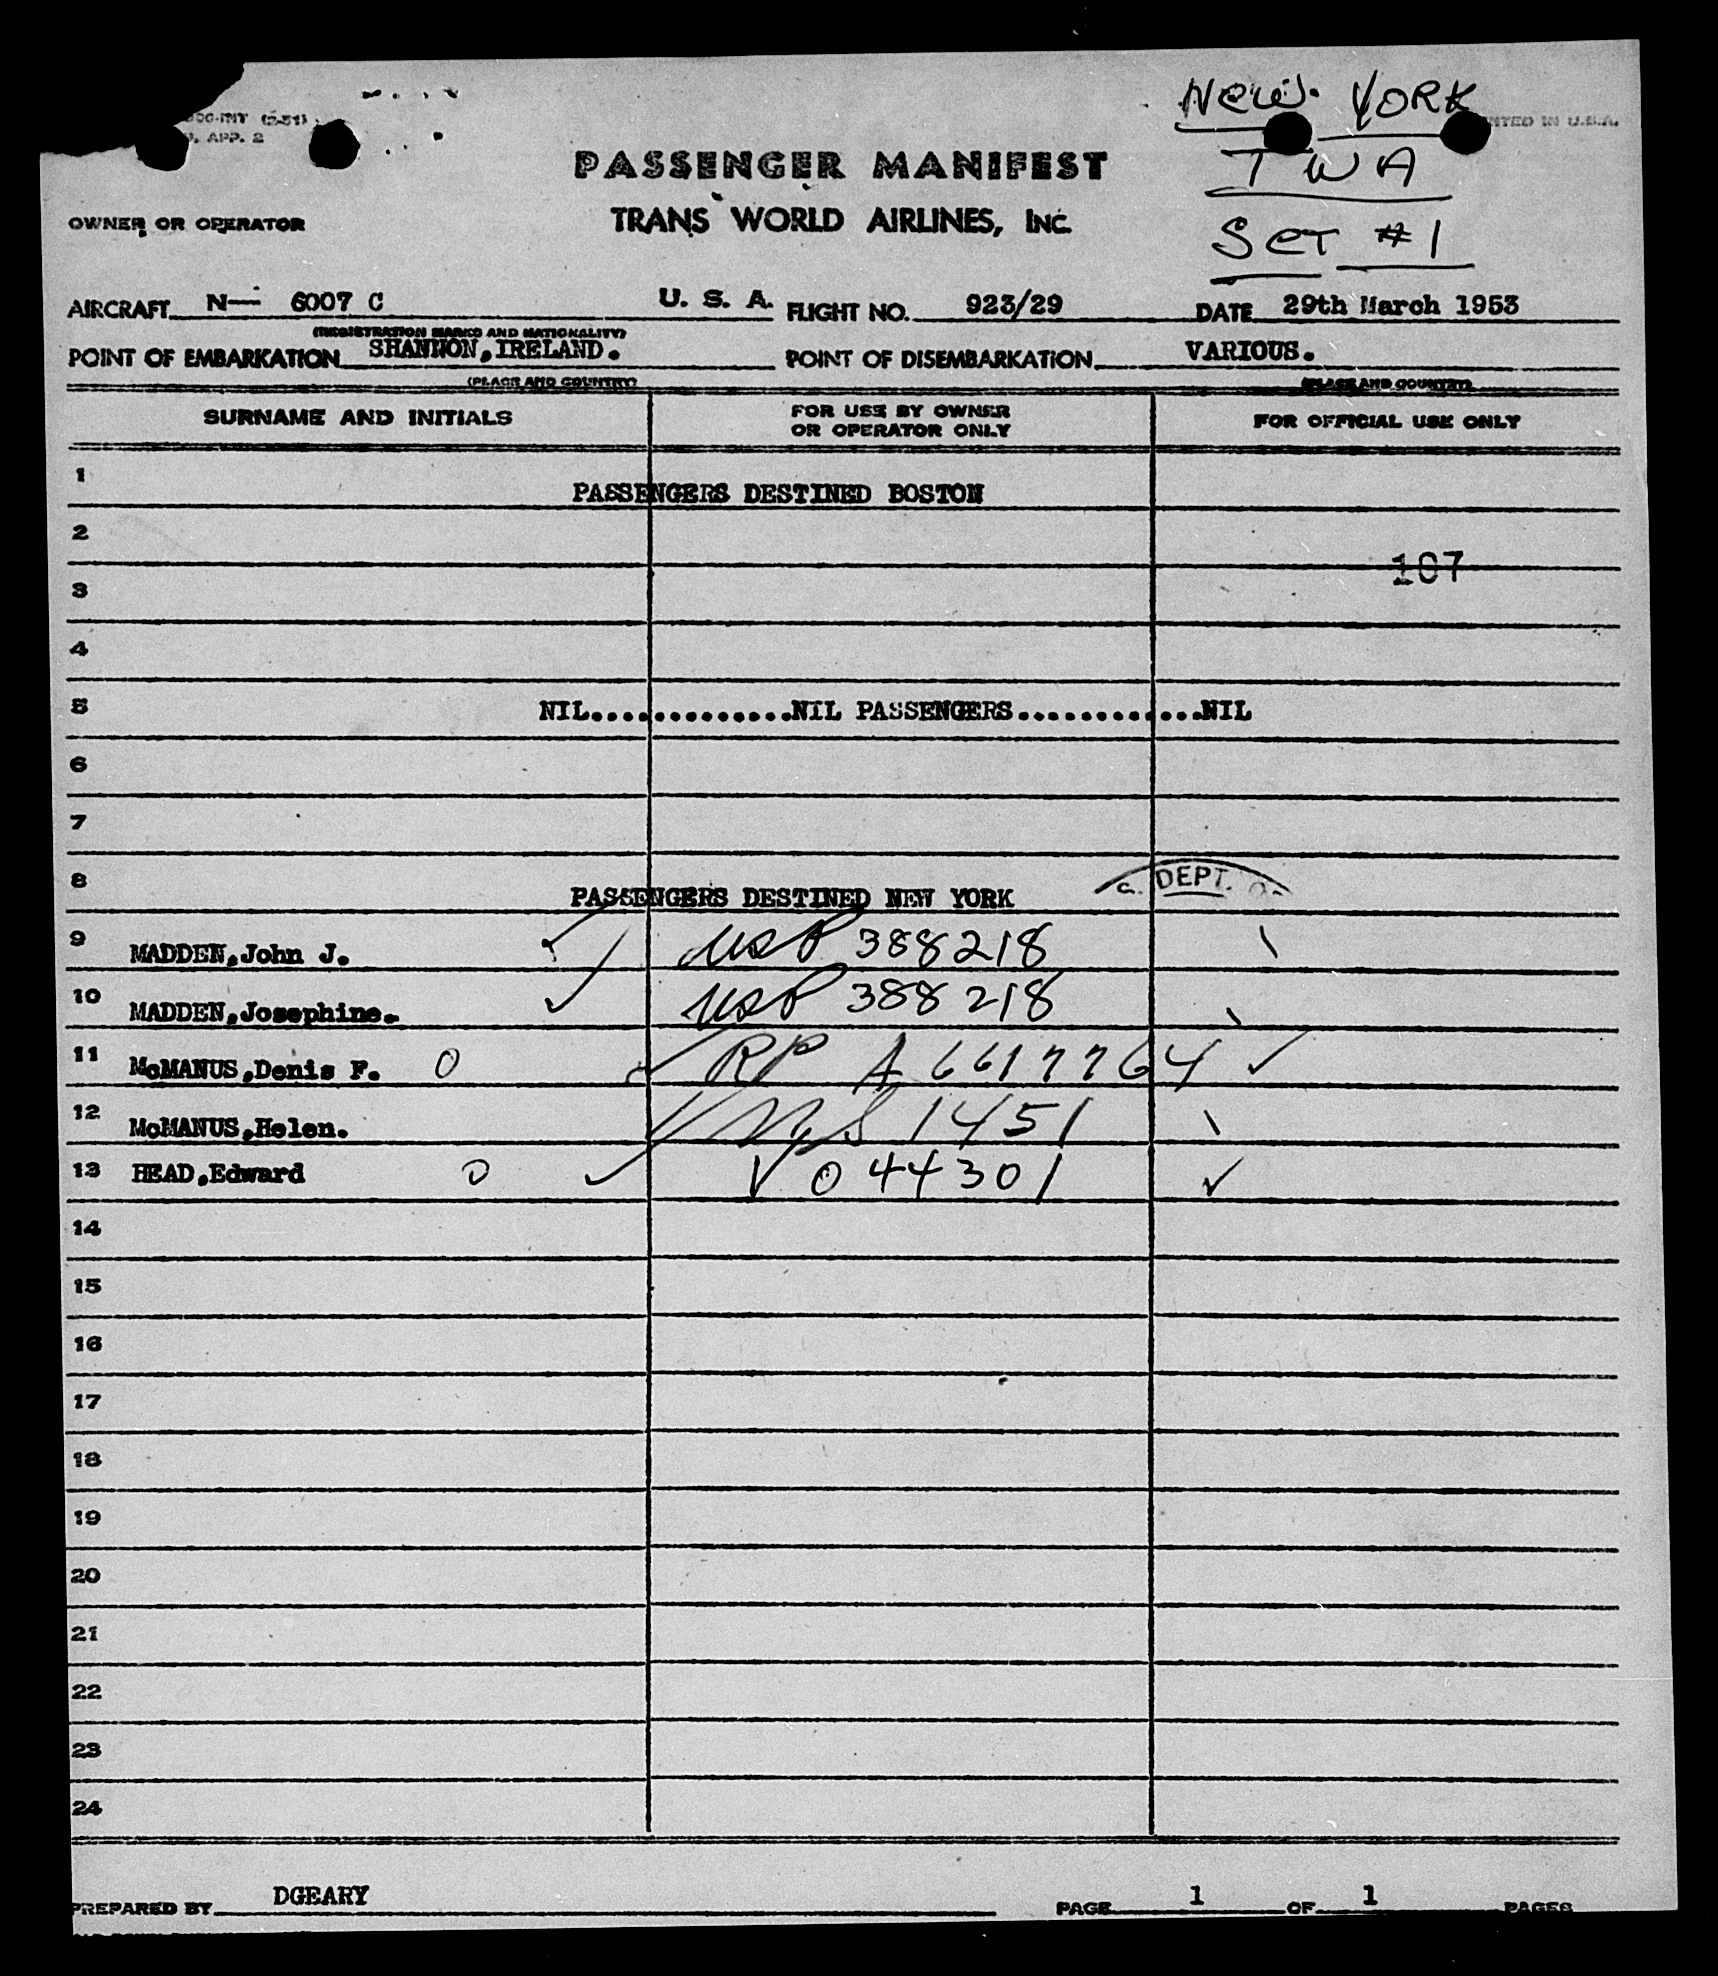 NEW YORK
TWA
SET #1
APP. 2
PASSENGER MANIFEST
OWNER OR OPERATOR TRANS WORLD AIRLINES, INC.
AIRCRAFT N— 6007 C U. S. A. FLIGHT NO. 923/29 DATE 29th March 1953
(REGISTRATION MARKS AND NATIONALITY)
POINT OF EMBARKATION SHANNON,IRELAND. POINT OF DISEMBARKATION VARIOUS.
(PLACE AND COUNTRY) (PLACE AND COUNTRY)
SURNAME AND INITIALS FOR USE BY OWNER OR OPERATOR ONLY FOR OFFICIAL USE ONLY
1 PASSENGERS DESTINED BOSTON
2
107
3
4
5 NIL..............NIL PASSENGERS.............NIL
6
7
8 PASSENGERS DESTINED NEW YORK DEPT.
9 MADDEN,John J. ✓ USP 388218 \
10 MADDEN,Josephine. ✓ USP 388218 \
11 McMANUS,Denis F. O ✓ RP A 6617764 ✓
12 McMANUS,Helen. ✓ 1451 \
13 HEAD,Edward O ✓ V 044301 ✓
14
15
16
17
18
19
20
21
22
23
24
PREPARED BY DGEARY PAGE 1 OF 1 PAGES